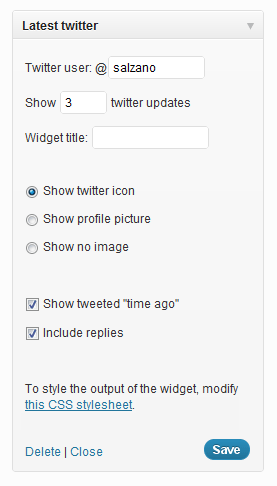 Latest twitter
Twitter user: @ salzano
Show 3 twitter updates
Widget title:
Show twitter icon
Show profile picture
Show no image
Show tweeted "time ago"
Include replies
To style the output of the widget, modify
this CSS stylesheet.
Delete | Close Save